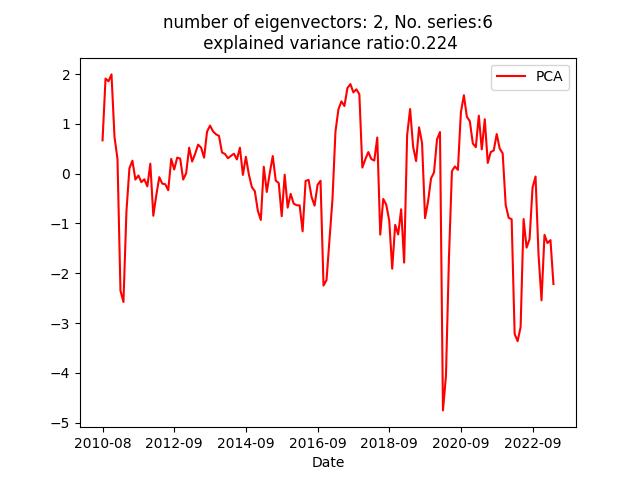 number of eigenvectors: 2, No. series:6
explained variance ratio:0.224
PCA
2
1
0
−1
−2
−3
−4
−5
2010-08 2012-09 2014-09 2016-09 2018-09 2020-09 2022-09
Date